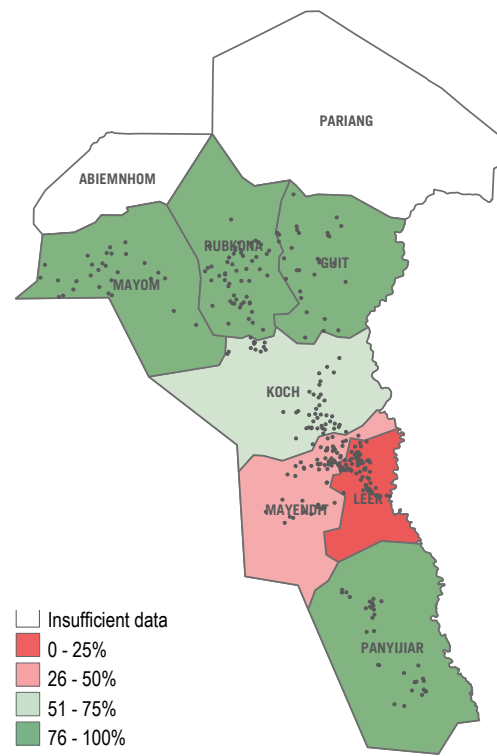 PARIANG
ABIEMNHOM
RUBKONA
GUIT
MAYOM
KOCH
LEER
MAYENDIT
PANYIJIAR
Insufficient data
0 - 25%
26 - 50%
51 - 75%
76 - 100%